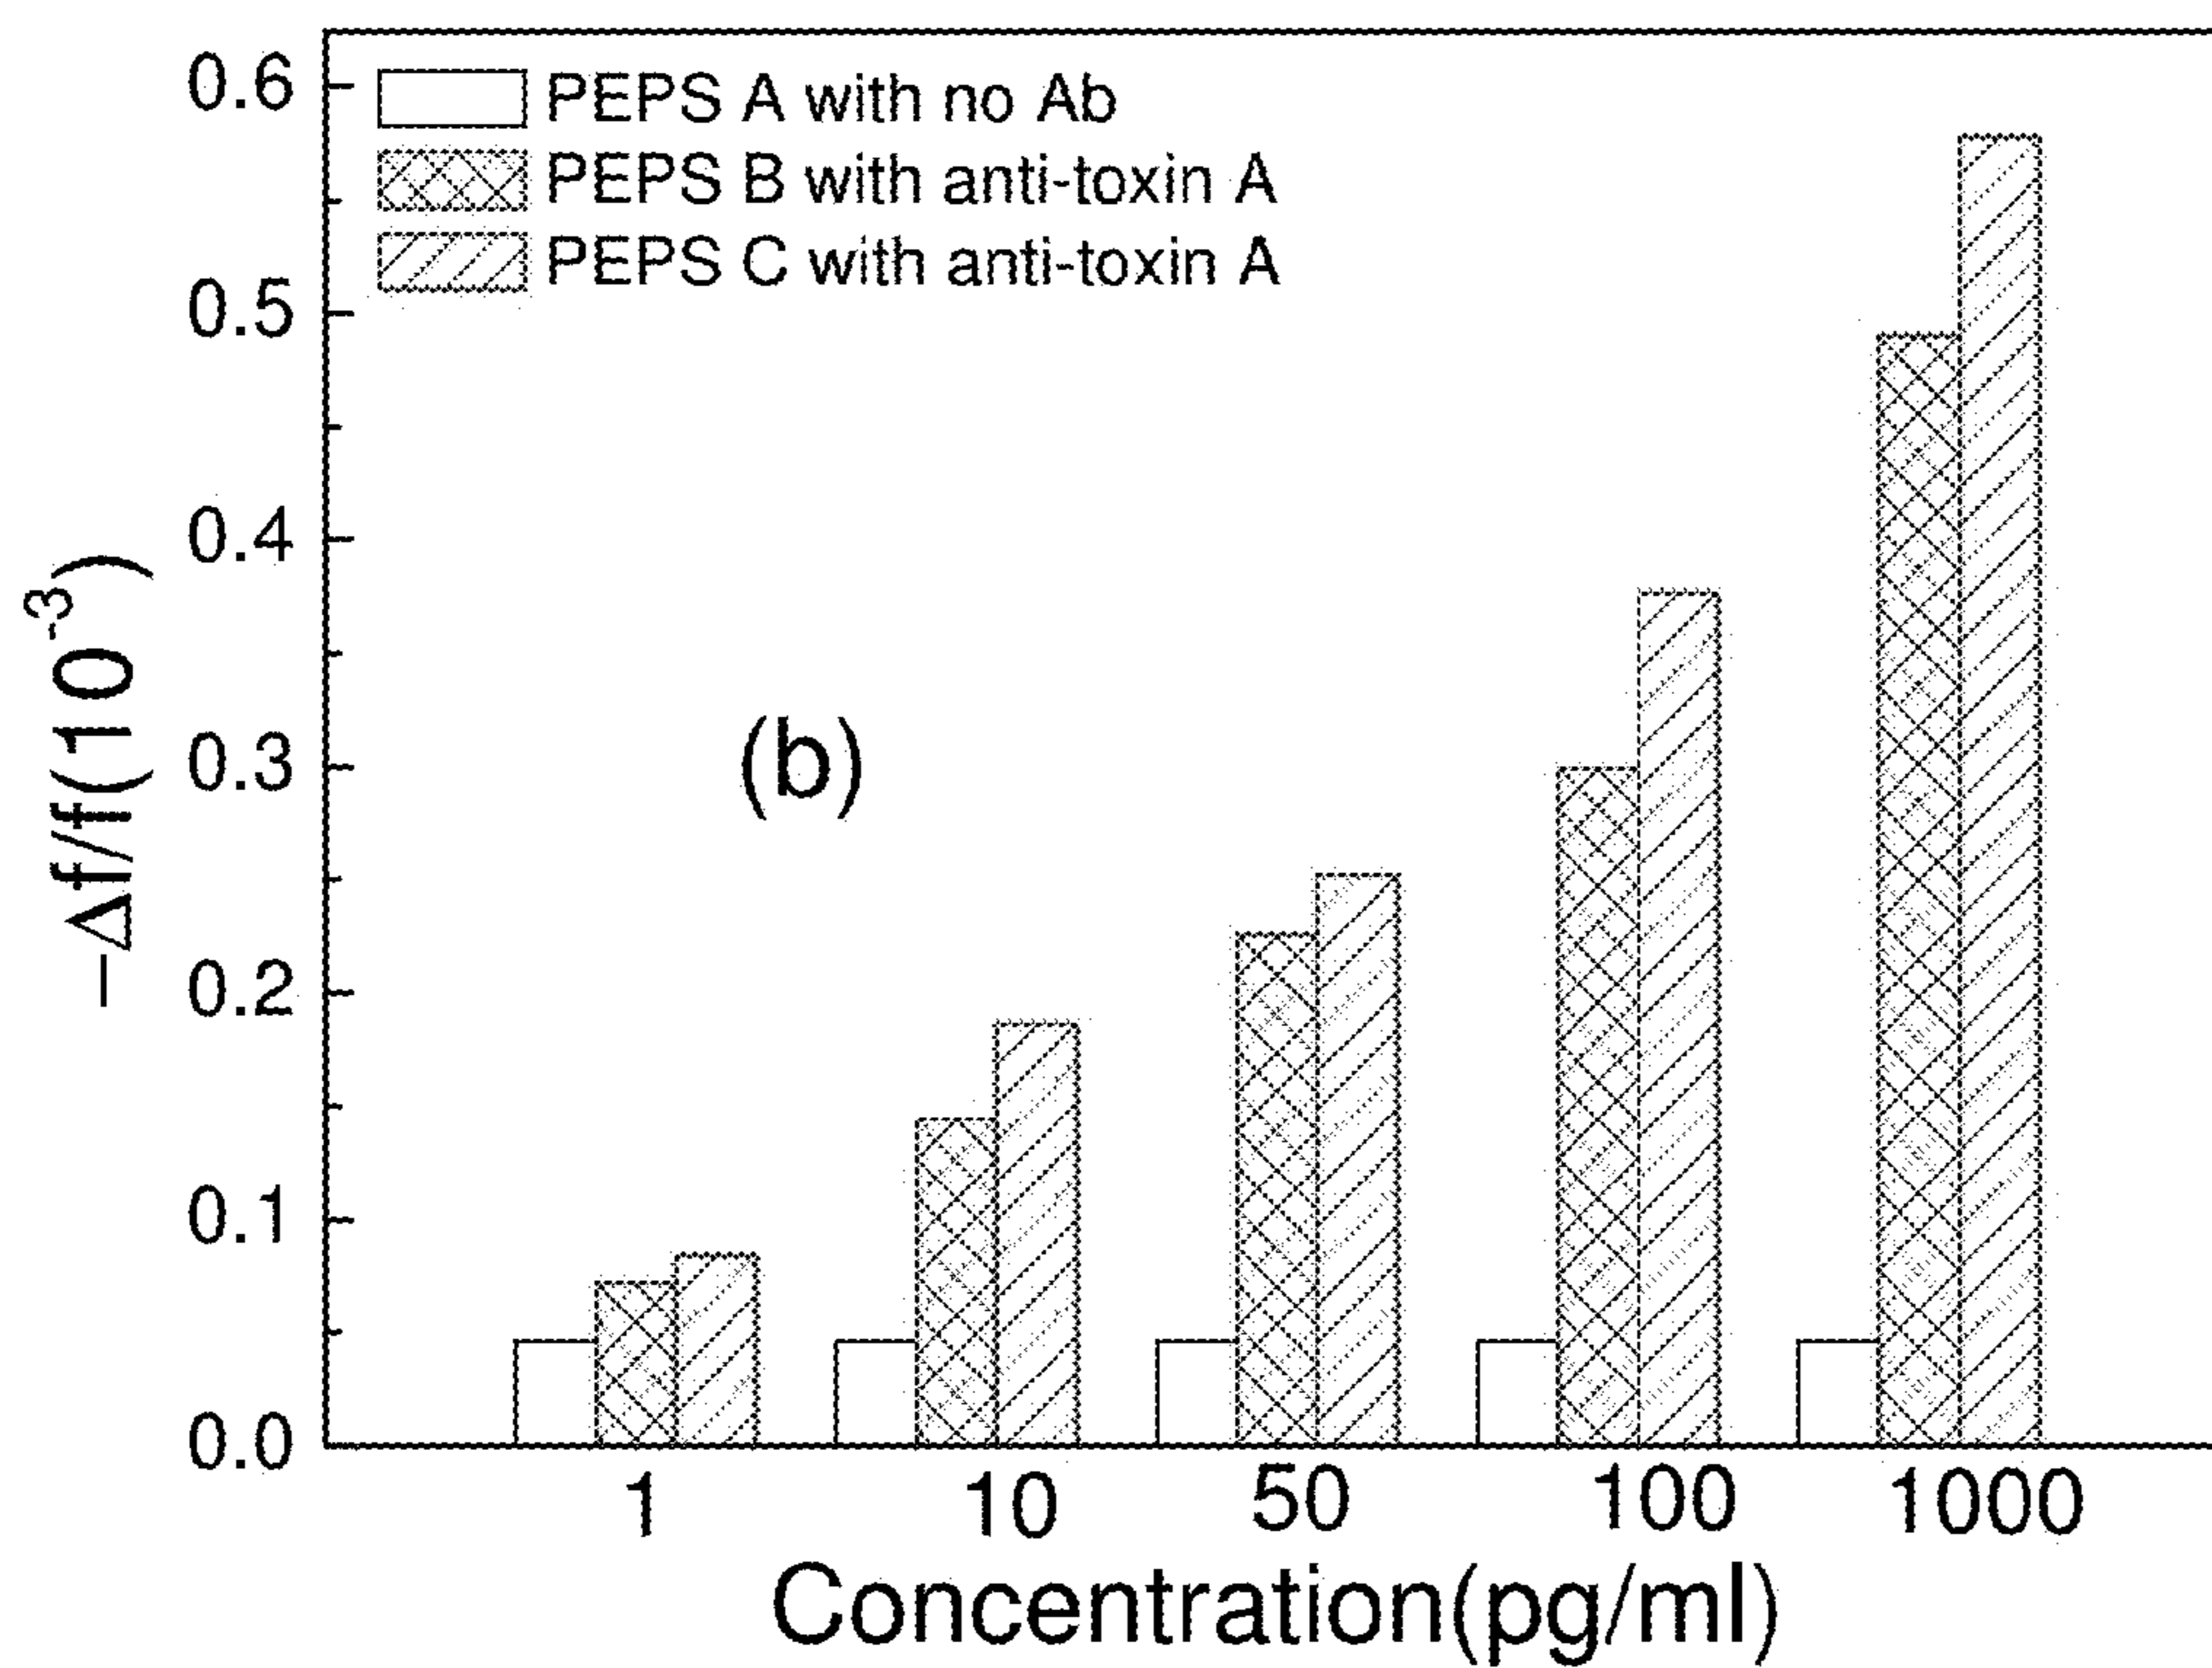 0.6
0.5
0.4
0.3
0.2
0.1
0.0
−Δf/f(10⁻³)
PEPS A with no Ab
PEPS B with anti-toxin A
PEPS C with anti-toxin A
(b)
1 10 50 100 1000
Concentration(pg/ml)